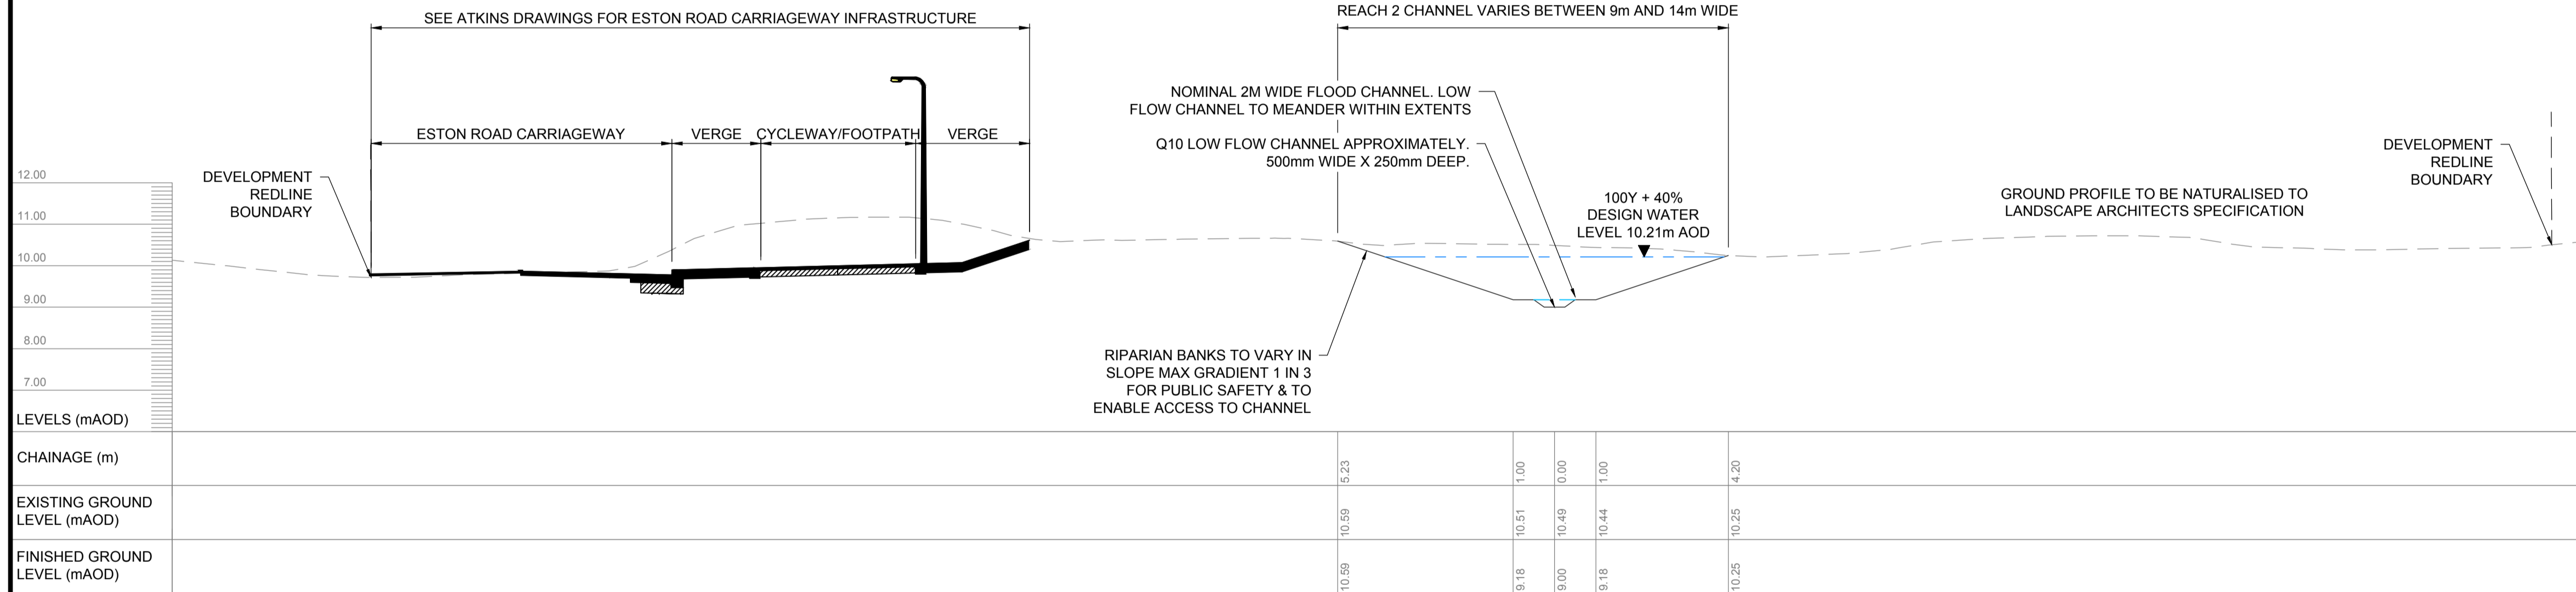 SEE ATKINS DRAWINGS FOR ESTON ROAD CARRIAGEWAY INFRASTRUCTURE
REACH 2 CHANNEL VARIES BETWEEN 9m AND 14m WIDE
NOMINAL 2M WIDE FLOOD CHANNEL. LOW
FLOW CHANNEL TO MEANDER WITHIN EXTENTS
ESTON ROAD CARRIAGEWAY
VERGE
CYCLEWAY/FOOTPATH
VERGE
Q10 LOW FLOW CHANNEL APPROXIMATELY.
500mm WIDE X 250mm DEEP.
DEVELOPMENT
REDLINE
BOUNDARY
100Y + 40%
DESIGN WATER
LEVEL 10.21m AOD
GROUND PROFILE TO BE NATURALISED TO
LANDSCAPE ARCHITECTS SPECIFICATION
DEVELOPMENT
REDLINE
BOUNDARY
12.00
11.00
10.00
9.00
8.00
7.00
RIPARIAN BANKS TO VARY IN
SLOPE MAX GRADIENT 1 IN 3
FOR PUBLIC SAFETY & TO
ENABLE ACCESS TO CHANNEL
LEVELS (mAOD)
CHAINAGE (m)
5.23
1.00
0.00
1.00
4.20
EXISTING GROUND
LEVEL (mAOD)
10.59
10.51
10.49
10.44
10.25
FINISHED GROUND
LEVEL (mAOD)
10.59
9.18
9.00
9.18
10.25